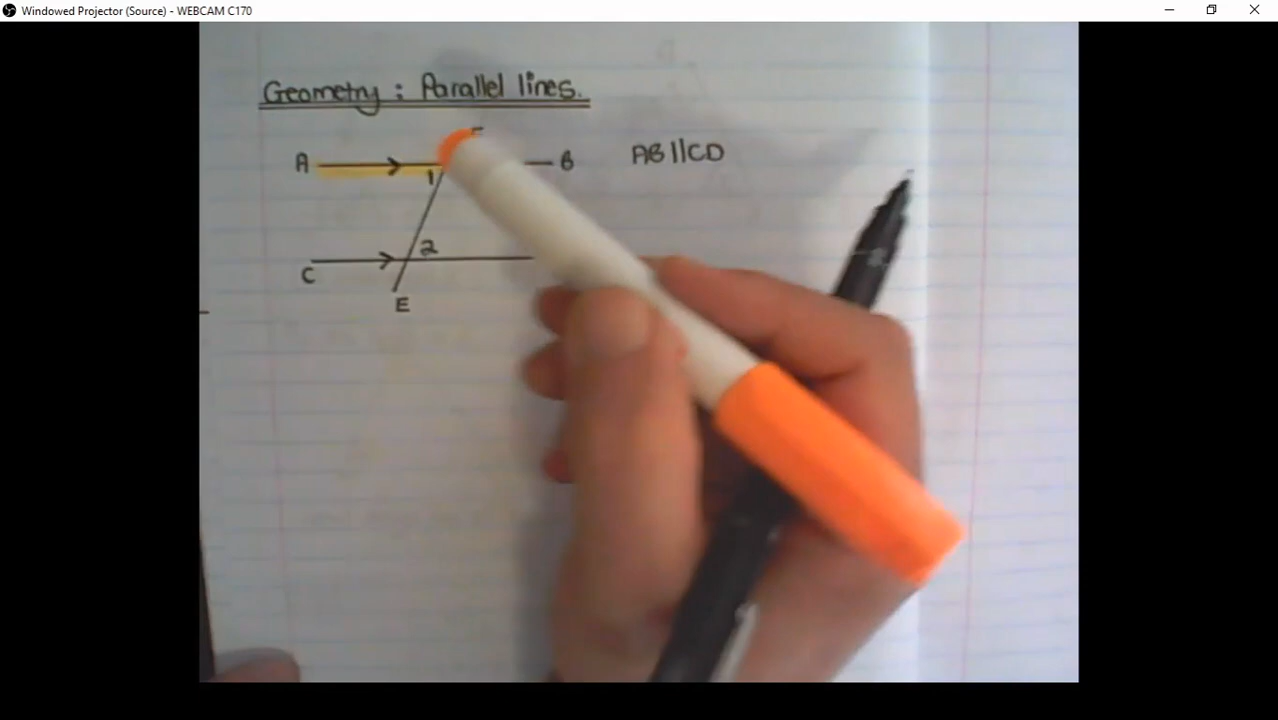 Windowed Projector (Source) - WEBCAM C170
Geometry : Parallel lines.
A B AB||CD
1
2
C
E